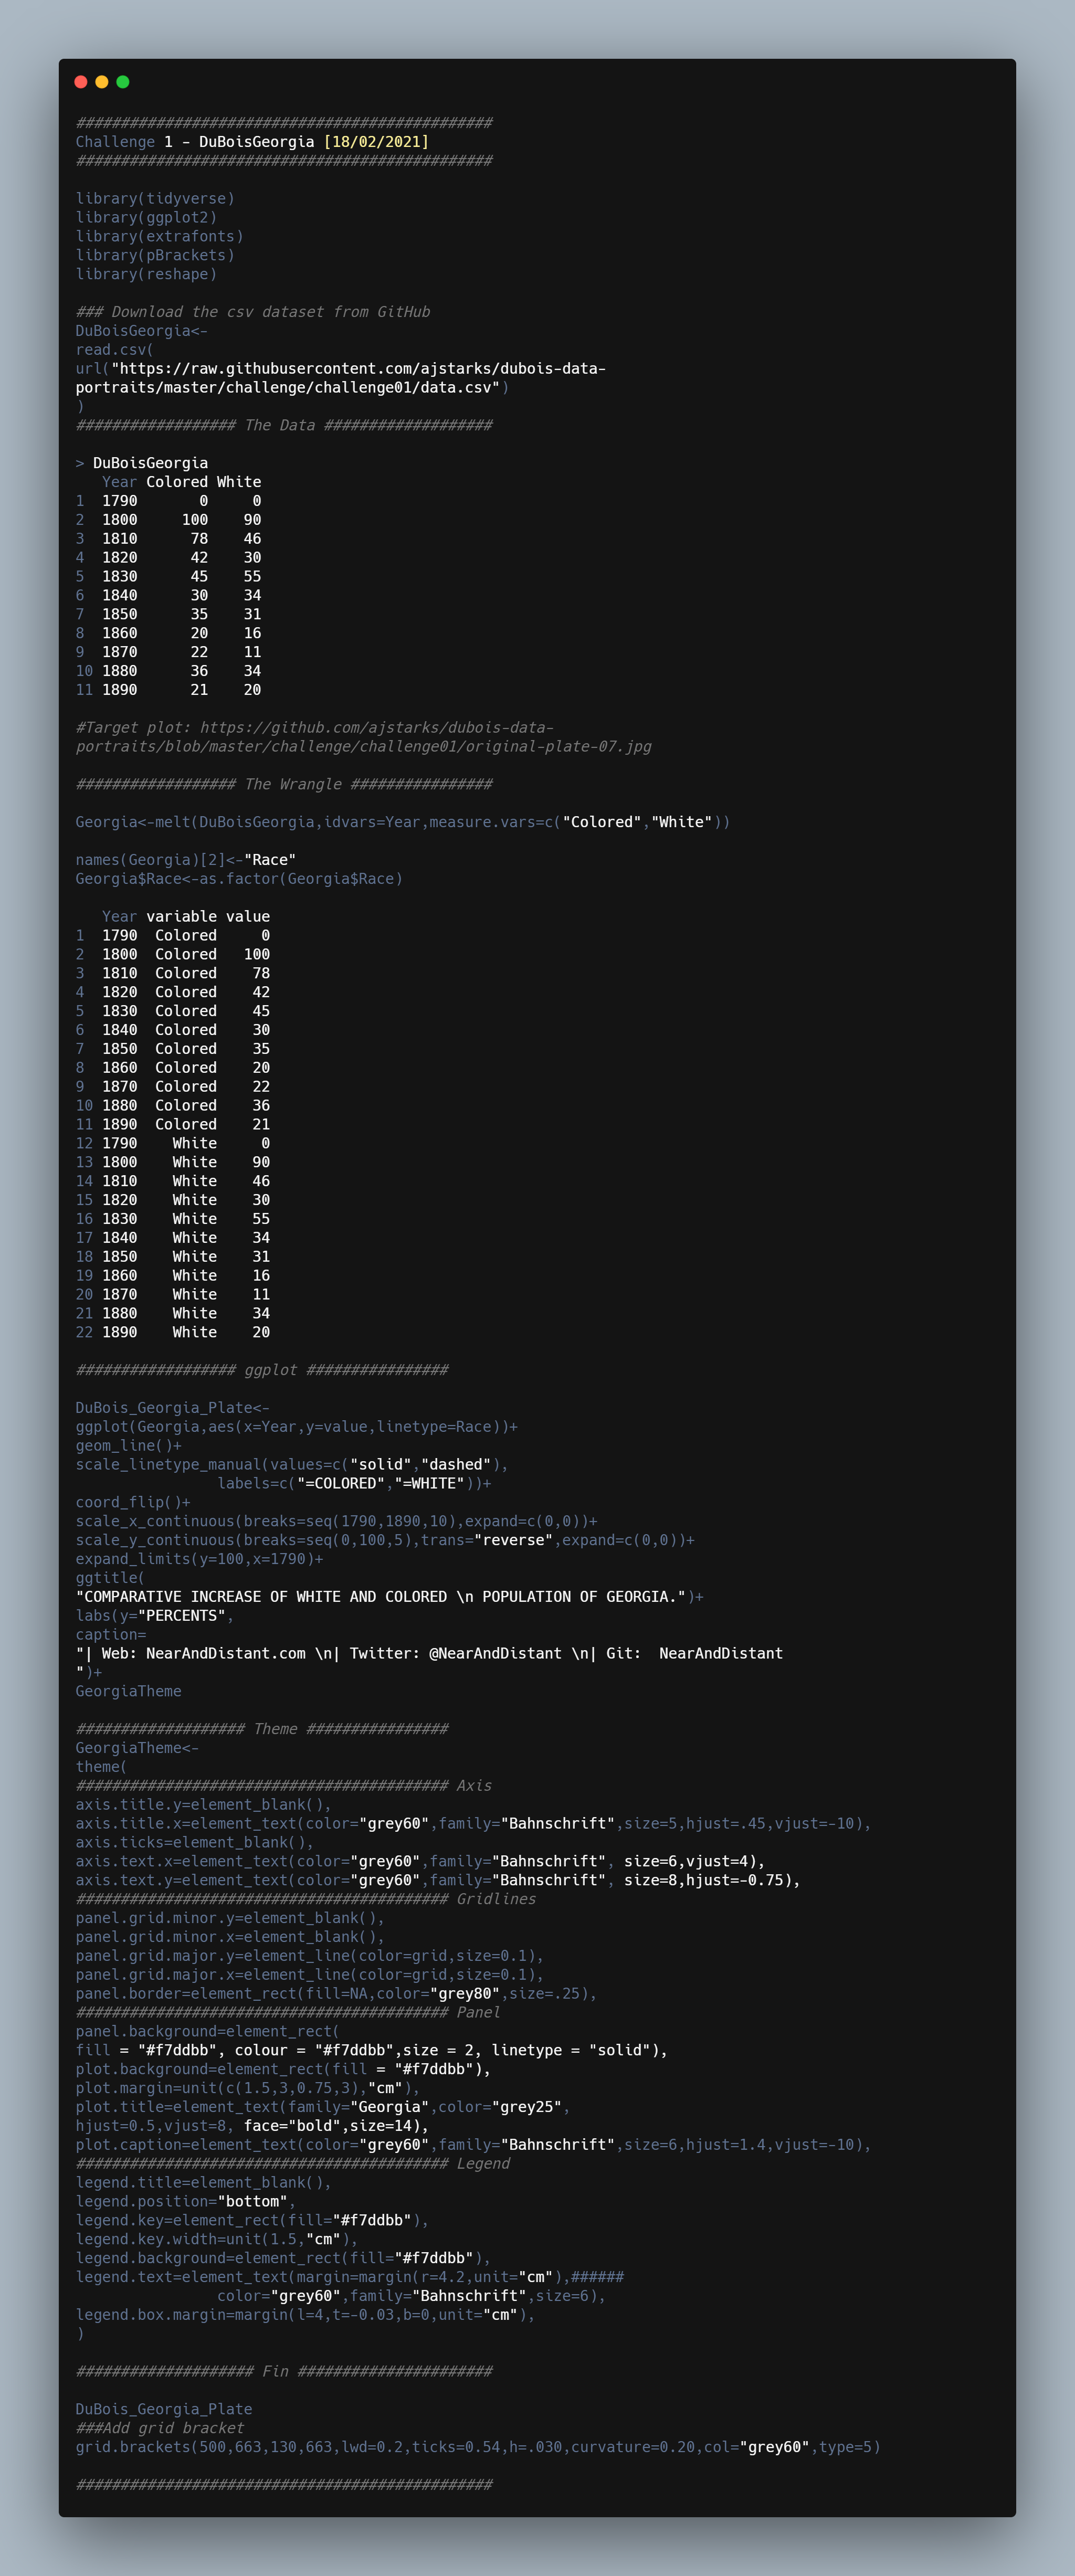 ###############################################
Challenge 1 - DuBoisGeorgia [18/02/2021]
###############################################
library(tidyverse)
library(ggplot2)
library(extrafonts)
library(pBrackets)
library(reshape)
### Download the csv dataset from GitHub
DuBoisGeorgia<-
read.csv(
url("https://raw.githubusercontent.com/ajstarks/dubois-data-
portraits/master/challenge/challenge01/data.csv")
)
################## The Data ###################
> DuBoisGeorgia
   Year Colored White
1  1790       0     0
2  1800     100    90
3  1810      78    46
4  1820      42    30
5  1830      45    55
6  1840      30    34
7  1850      35    31
8  1860      20    16
9  1870      22    11
10 1880      36    34
11 1890      21    20
#Target plot: https://github.com/ajstarks/dubois-data-
portraits/blob/master/challenge/challenge01/original-plate-07.jpg
################## The Wrangle ################
Georgia<-melt(DuBoisGeorgia,idvars=Year,measure.vars=c("Colored","White"))
names(Georgia)[2]<-"Race"
Georgia$Race<-as.factor(Georgia$Race)
   Year variable value
1  1790  Colored     0
2  1800  Colored   100
3  1810  Colored    78
4  1820  Colored    42
5  1830  Colored    45
6  1840  Colored    30
7  1850  Colored    35
8  1860  Colored    20
9  1870  Colored    22
10 1880  Colored    36
11 1890  Colored    21
12 1790    White     0
13 1800    White    90
14 1810    White    46
15 1820    White    30
16 1830    White    55
17 1840    White    34
18 1850    White    31
19 1860    White    16
20 1870    White    11
21 1880    White    34
22 1890    White    20
################## ggplot ################
DuBois_Georgia_Plate<-
ggplot(Georgia,aes(x=Year,y=value,linetype=Race))+
geom_line()+
scale_linetype_manual(values=c("solid","dashed"),
                labels=c("=COLORED","=WHITE"))+
coord_flip()+
scale_x_continuous(breaks=seq(1790,1890,10),expand=c(0,0))+
scale_y_continuous(breaks=seq(0,100,5),trans="reverse",expand=c(0,0))+
expand_limits(y=100,x=1790)+
ggtitle(
"COMPARATIVE INCREASE OF WHITE AND COLORED \n POPULATION OF GEORGIA.")+
labs(y="PERCENTS",
caption=
"| Web: NearAndDistant.com \n| Twitter: @NearAndDistant \n| Git:  NearAndDistant
")+
GeorgiaTheme
################### Theme ################
GeorgiaTheme<-
theme(
########################################## Axis
axis.title.y=element_blank(),
axis.title.x=element_text(color="grey60",family="Bahnschrift",size=5,hjust=.45,vjust=-10),
axis.ticks=element_blank(),
axis.text.x=element_text(color="grey60",family="Bahnschrift", size=6,vjust=4),
axis.text.y=element_text(color="grey60",family="Bahnschrift", size=8,hjust=-0.75),
########################################## Gridlines
panel.grid.minor.y=element_blank(),
panel.grid.minor.x=element_blank(),
panel.grid.major.y=element_line(color=grid,size=0.1),
panel.grid.major.x=element_line(color=grid,size=0.1),
panel.border=element_rect(fill=NA,color="grey80",size=.25),
########################################## Panel
panel.background=element_rect(
fill = "#f7ddbb", colour = "#f7ddbb",size = 2, linetype = "solid"),
plot.background=element_rect(fill = "#f7ddbb"),
plot.margin=unit(c(1.5,3,0.75,3),"cm"),
plot.title=element_text(family="Georgia",color="grey25",
hjust=0.5,vjust=8, face="bold",size=14),
plot.caption=element_text(color="grey60",family="Bahnschrift",size=6,hjust=1.4,vjust=-10),
########################################## Legend
legend.title=element_blank(),
legend.position="bottom",
legend.key=element_rect(fill="#f7ddbb"),
legend.key.width=unit(1.5,"cm"),
legend.background=element_rect(fill="#f7ddbb"),
legend.text=element_text(margin=margin(r=4.2,unit="cm"),######
                color="grey60",family="Bahnschrift",size=6),
legend.box.margin=margin(l=4,t=-0.03,b=0,unit="cm"),
)
#################### Fin ######################
DuBois_Georgia_Plate
###Add grid bracket
grid.brackets(500,663,130,663,lwd=0.2,ticks=0.54,h=.030,curvature=0.20,col="grey60",type=5)
###############################################